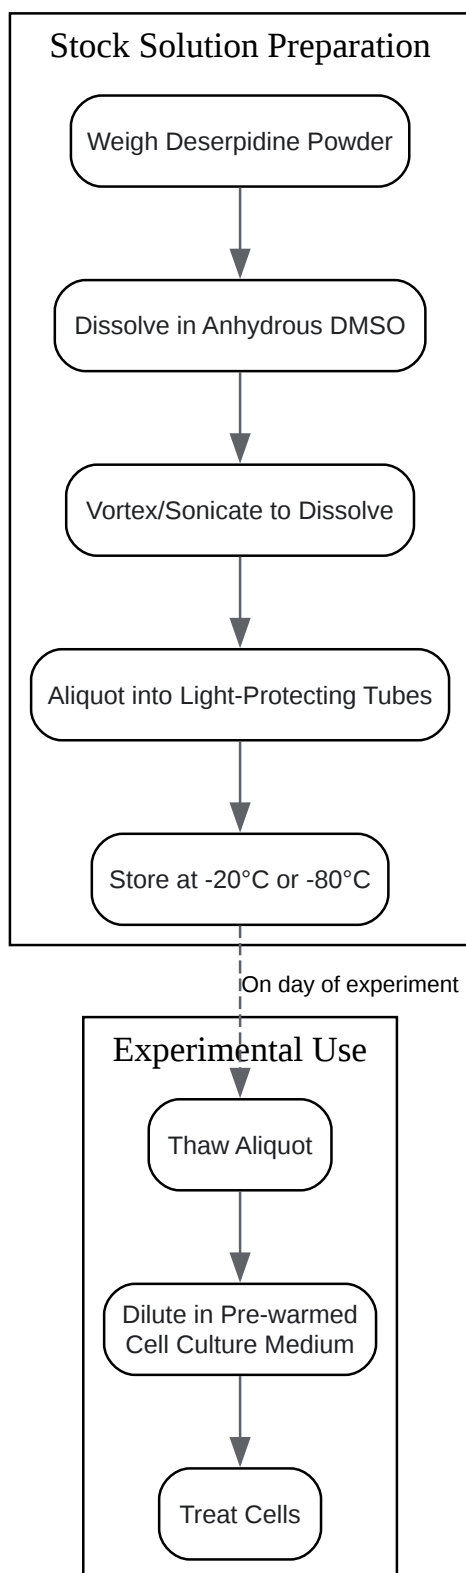 Stock Solution Preparation
Weigh Deserpidine Powder
Dissolve in Anhydrous DMSO
Vortex/Sonicate to Dissolve
Aliquot into Light-Protecting Tubes
Store at -20°C or -80°C
On day of experiment
Experimental Use
Thaw Aliquot
Dilute in Pre-warmed
Cell Culture Medium
Treat Cells